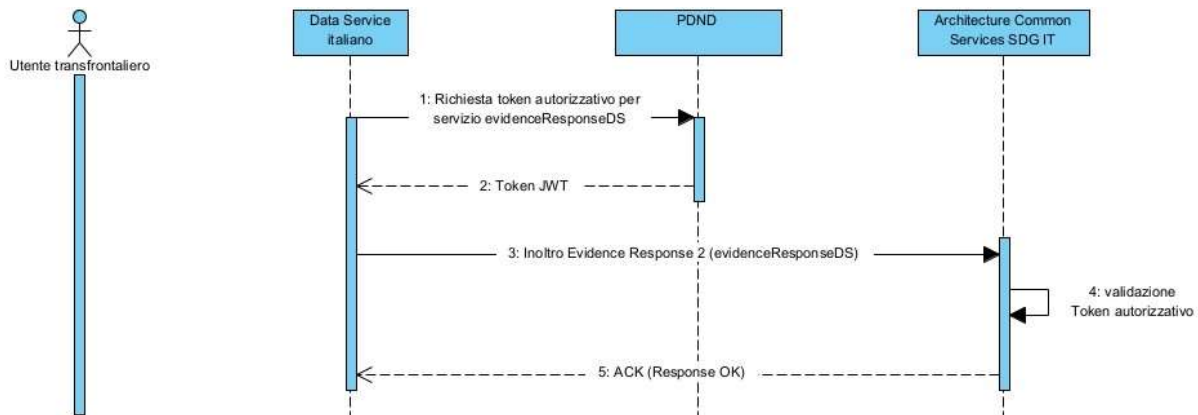 Utente transfrontaliero
Data Service
italiano
PDND
Architecture Common
Services SDG IT
1: Richiesta token autorizzativo per
servizio evidenceResponseDS
2: Token JWT
3: Inoltro Evidence Response 2 (evidenceResponseDS)
4: validazione
Token autorizzativo
5: ACK (Response OK)